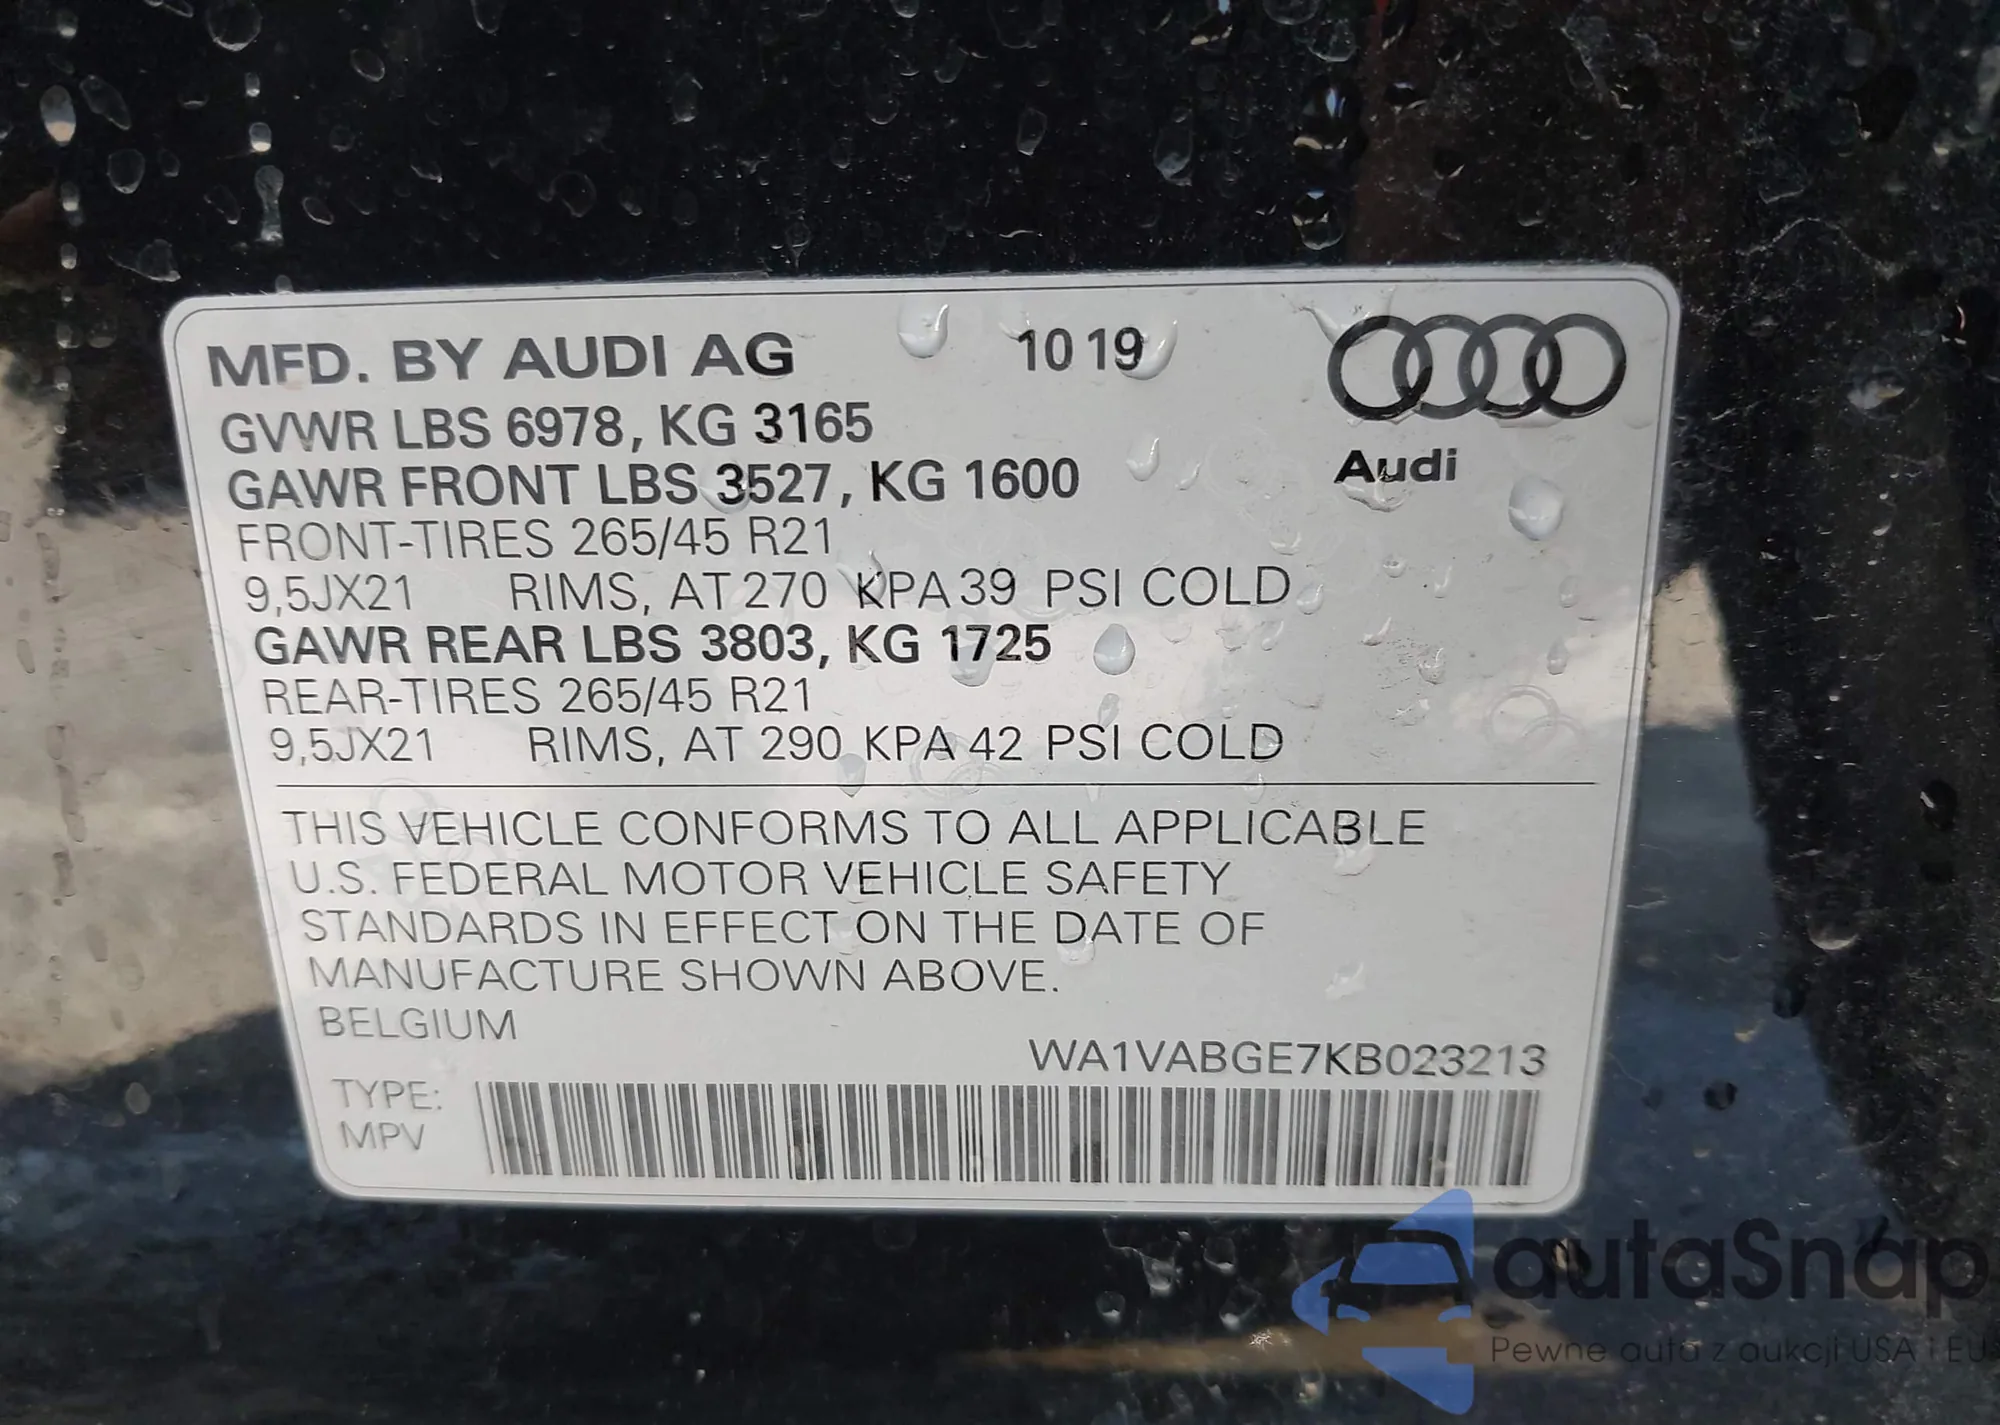 MFD. BY AUDI AG 10 19
GVWR LBS 6978, KG 3165
GAWR FRONT LBS 3527, KG 1600
Audi
FRONT-TIRES 265/45 R21
9,5JX21 RIMS, AT 270 KPA 39 PSI COLD
GAWR REAR LBS 3803, KG 1725
REAR-TIRES 265/45 R21
9,5JX21 RIMS, AT 290 KPA 42 PSI COLD
THIS VEHICLE CONFORMS TO ALL APPLICABLE
U.S. FEDERAL MOTOR VEHICLE SAFETY
STANDARDS IN EFFECT ON THE DATE OF
MANUFACTURE SHOWN ABOVE.
BELGIUM
WA1VABGE7KB023213
TYPE:
MPV
autaSnap
Pewne auta z aukcji USA i EU